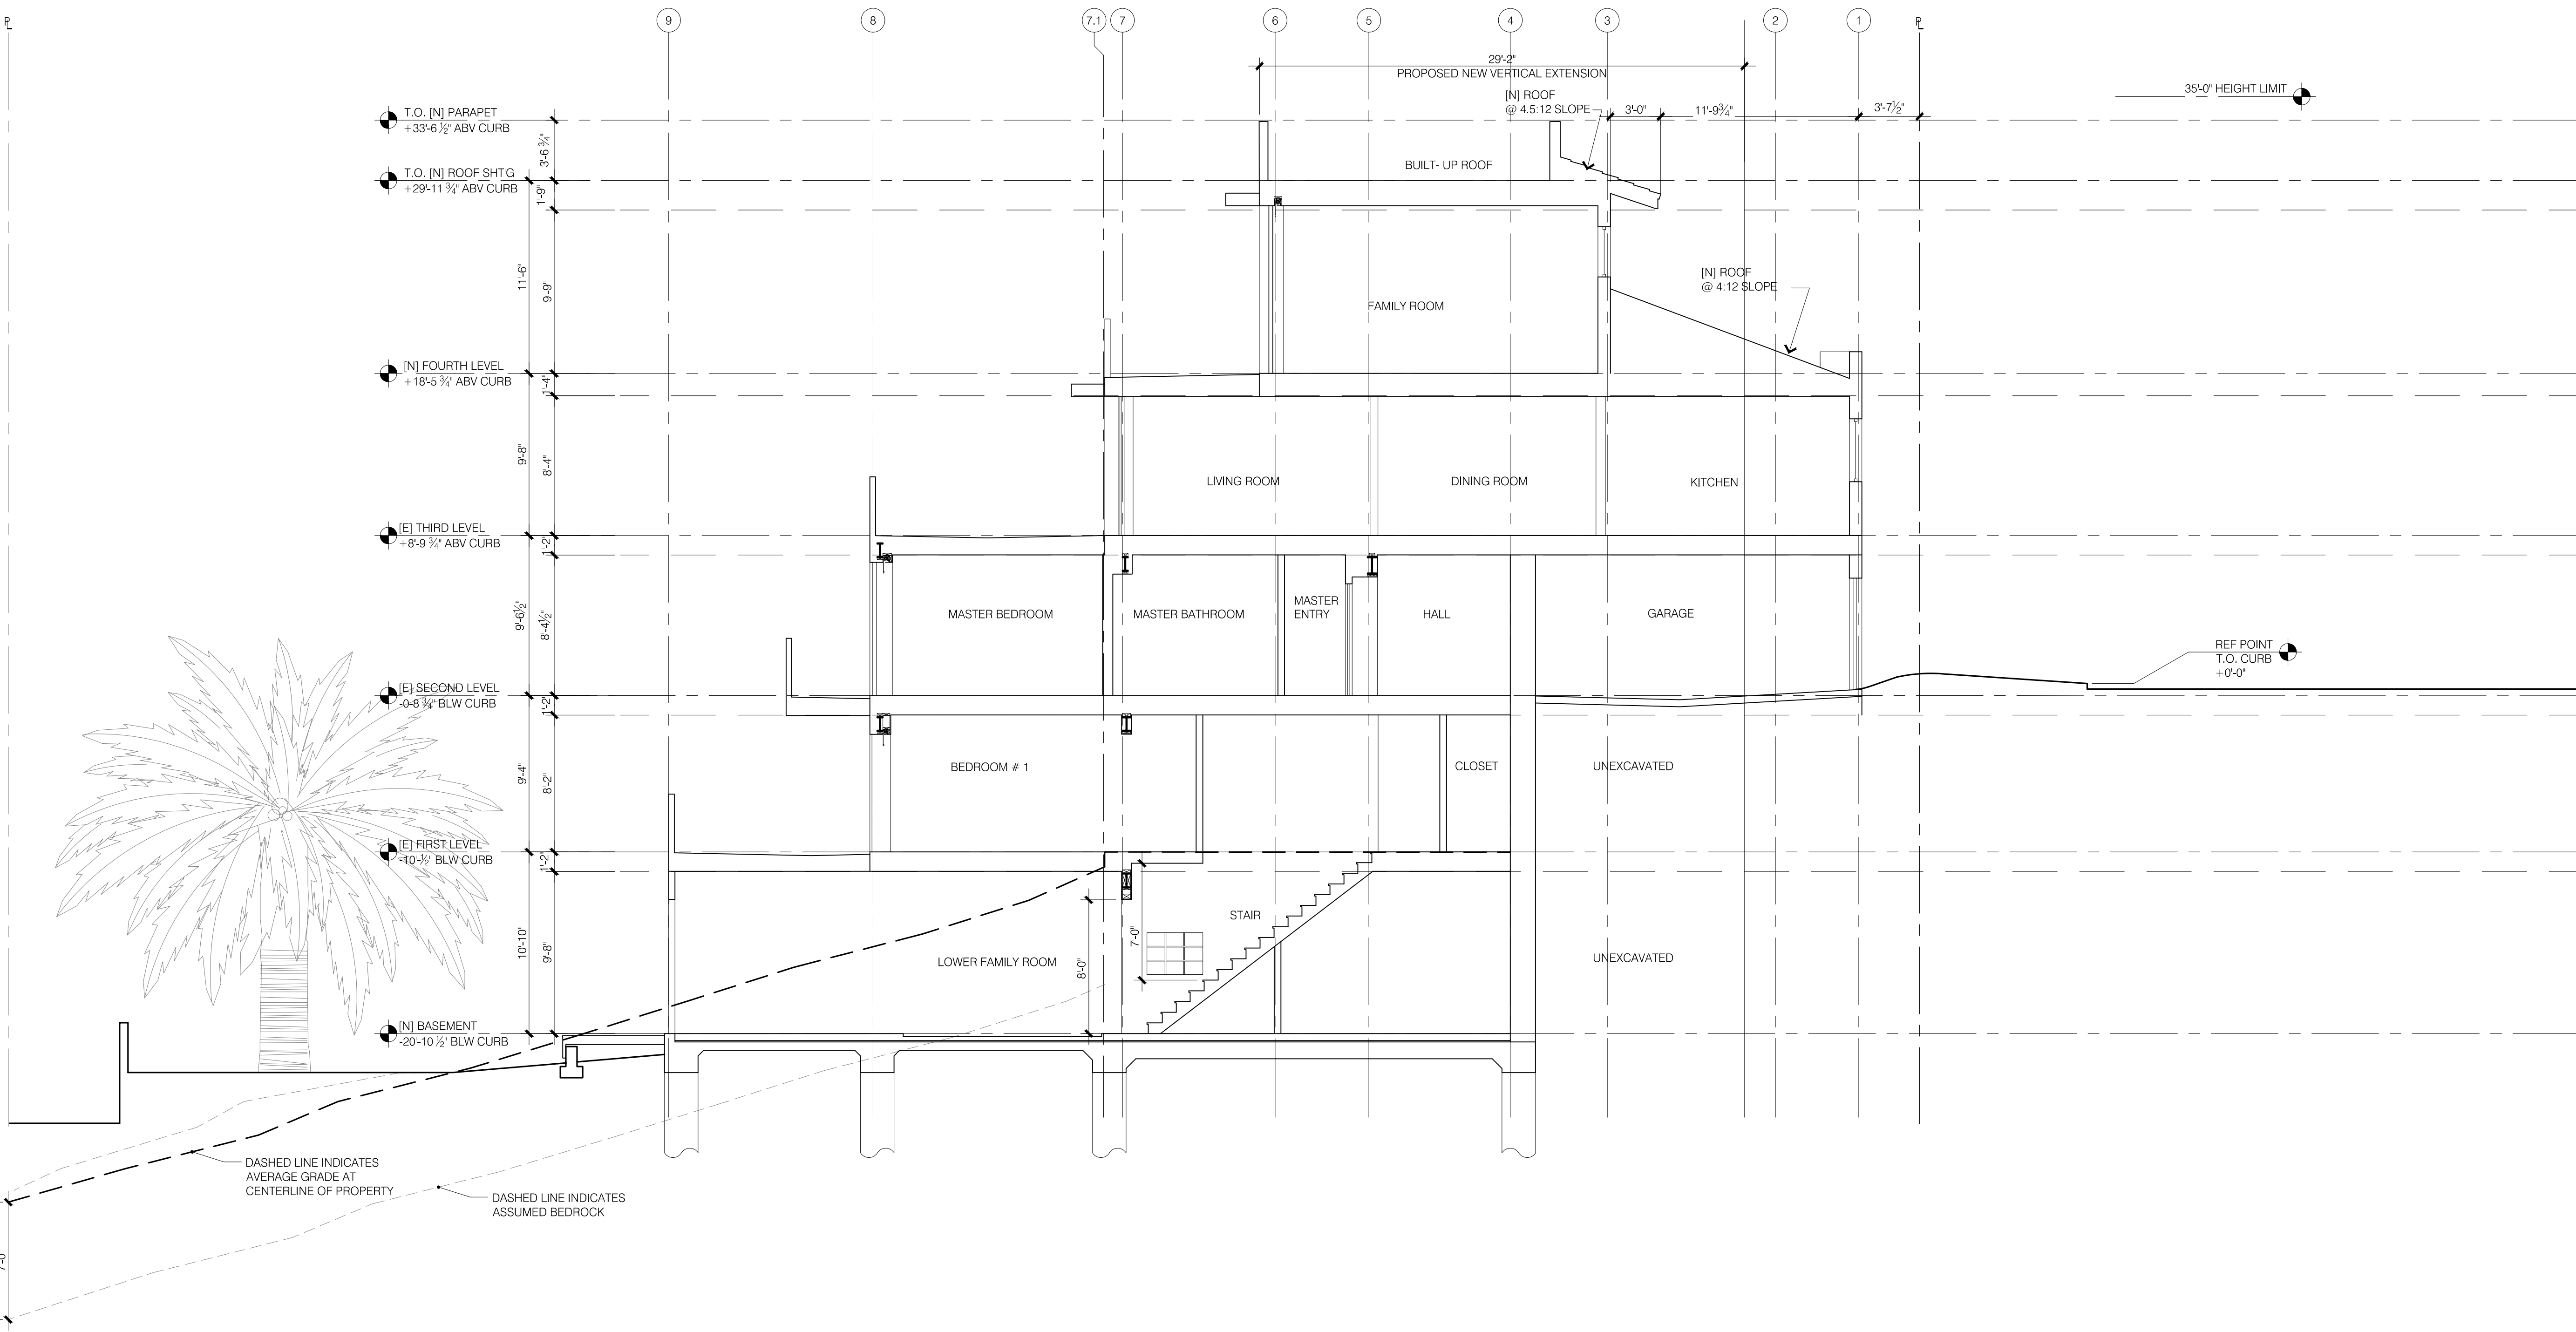 ℄
9
8
7.1
7
6
5
4
3
2
1
℄
29'-2"
PROPOSED NEW VERTICAL EXTENSION
35'-0" HEIGHT LIMIT
[N] ROOF
@ 4.5:12 SLOPE
3'-0"
11'-9¾"
3'-7½"
T.O. [N] PARAPET
+33'-6 ½" ABV CURB
3'-6 ¾"
BUILT- UP ROOF
T.O. [N] ROOF SHT'G
+29'-11 ¾" ABV CURB
1'-9"
11'-6"
9'-9"
FAMILY ROOM
[N] ROOF
@ 4:12 SLOPE
[N] FOURTH LEVEL
+18'-5 ¾" ABV CURB
1'-4"
9'-8"
8'-4"
LIVING ROOM
DINING ROOM
KITCHEN
[E] THIRD LEVEL
+8'-9 ¾" ABV CURB
1'-2"
9'-6½"
8'-4½"
MASTER BEDROOM
MASTER BATHROOM
MASTER
ENTRY
HALL
GARAGE
REF POINT
T.O. CURB
+0'-0"
[E] SECOND LEVEL
-0-8 ¾" BLW CURB
1'-2"
9'-4"
8'-2"
BEDROOM # 1
CLOSET
UNEXCAVATED
[E] FIRST LEVEL
-10'-½" BLW CURB
1'-2"
10'-10"
9'-8"
LOWER FAMILY ROOM
8'-0"
7'-0"
STAIR
UNEXCAVATED
[N] BASEMENT
-20'-10 ½" BLW CURB
DASHED LINE INDICATES
AVERAGE GRADE AT
CENTERLINE OF PROPERTY
DASHED LINE INDICATES
ASSUMED BEDROCK